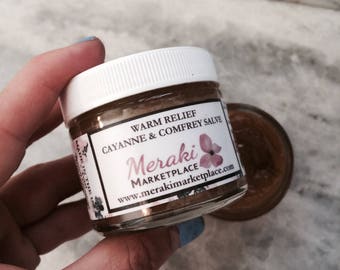 WARM RELIEF
CAYANNE & COMFREY SALVE
Meraki
MARKETPLACE
www.merakimarketplace.com